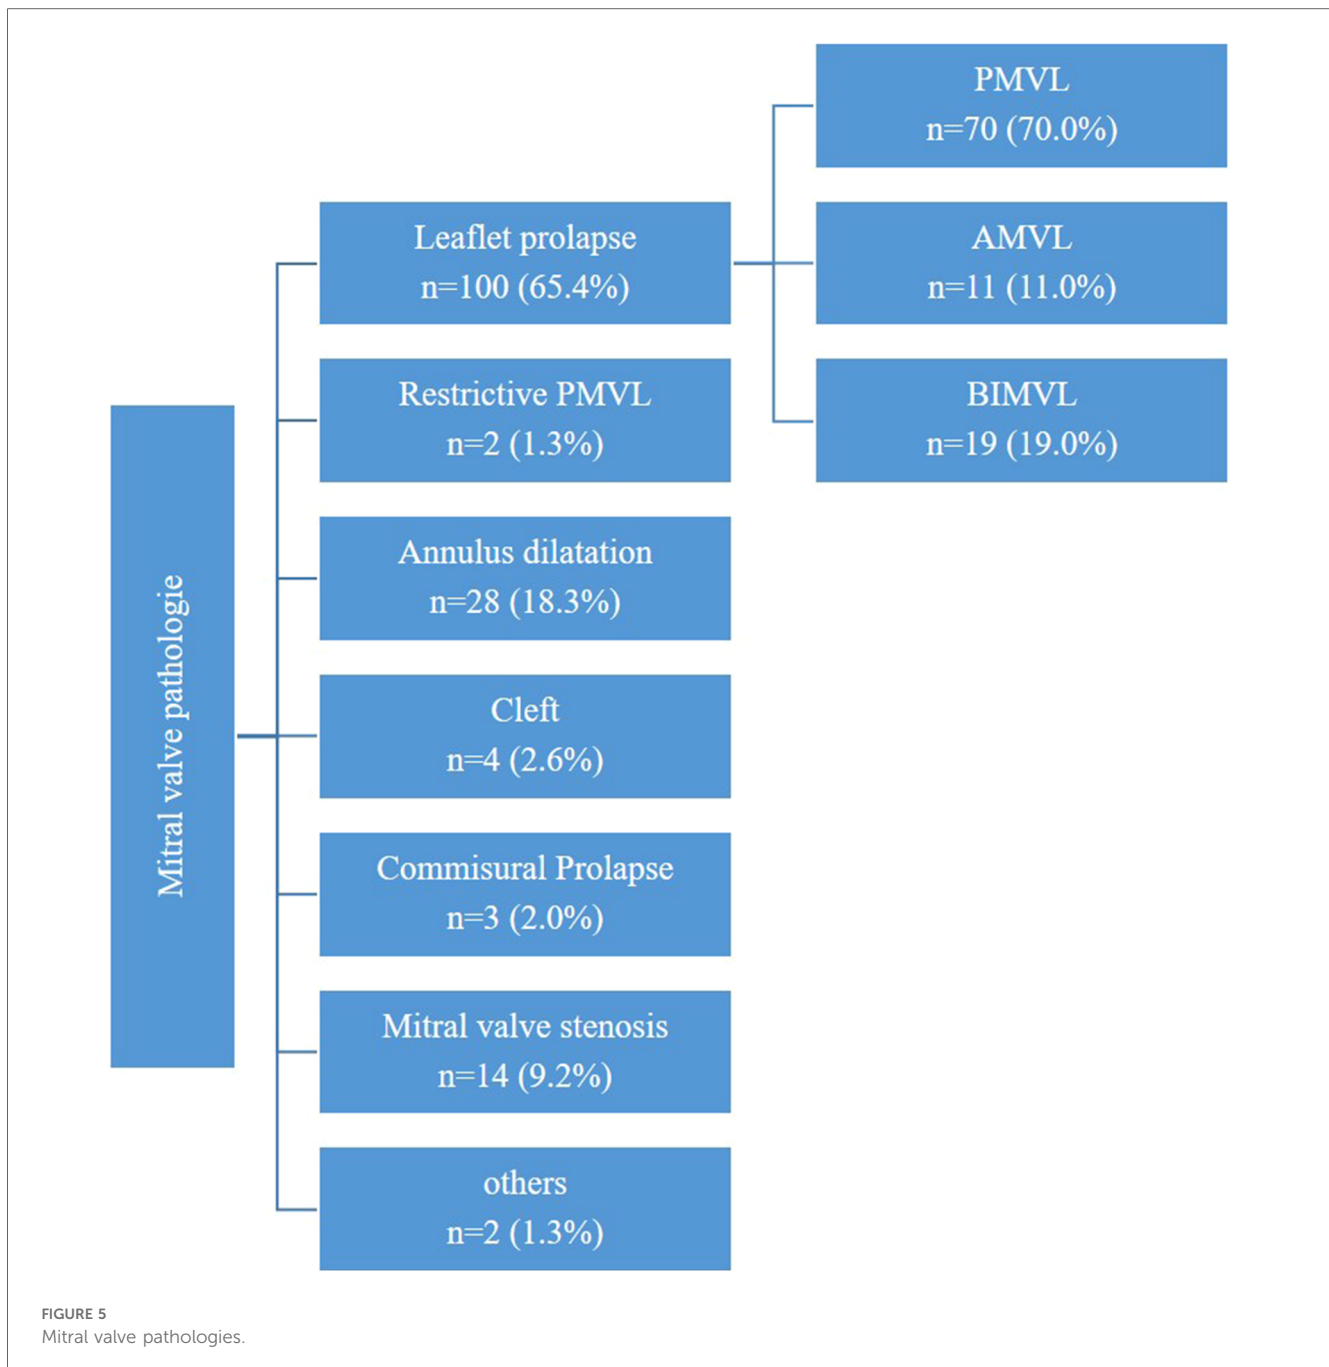 Mitral valve pathologie
Leaflet prolapse
n=100 (65.4%)
PMVL
n=70 (70.0%)
AMVL
n=11 (11.0%)
BIMVL
n=19 (19.0%)
Restrictive PMVL
n=2 (1.3%)
Annulus dilatation
n=28 (18.3%)
Cleft
n=4 (2.6%)
Commisural Prolapse
n=3 (2.0%)
Mitral valve stenosis
n=14 (9.2%)
others
n=2 (1.3%)
FIGURE 5
Mitral valve pathologies.